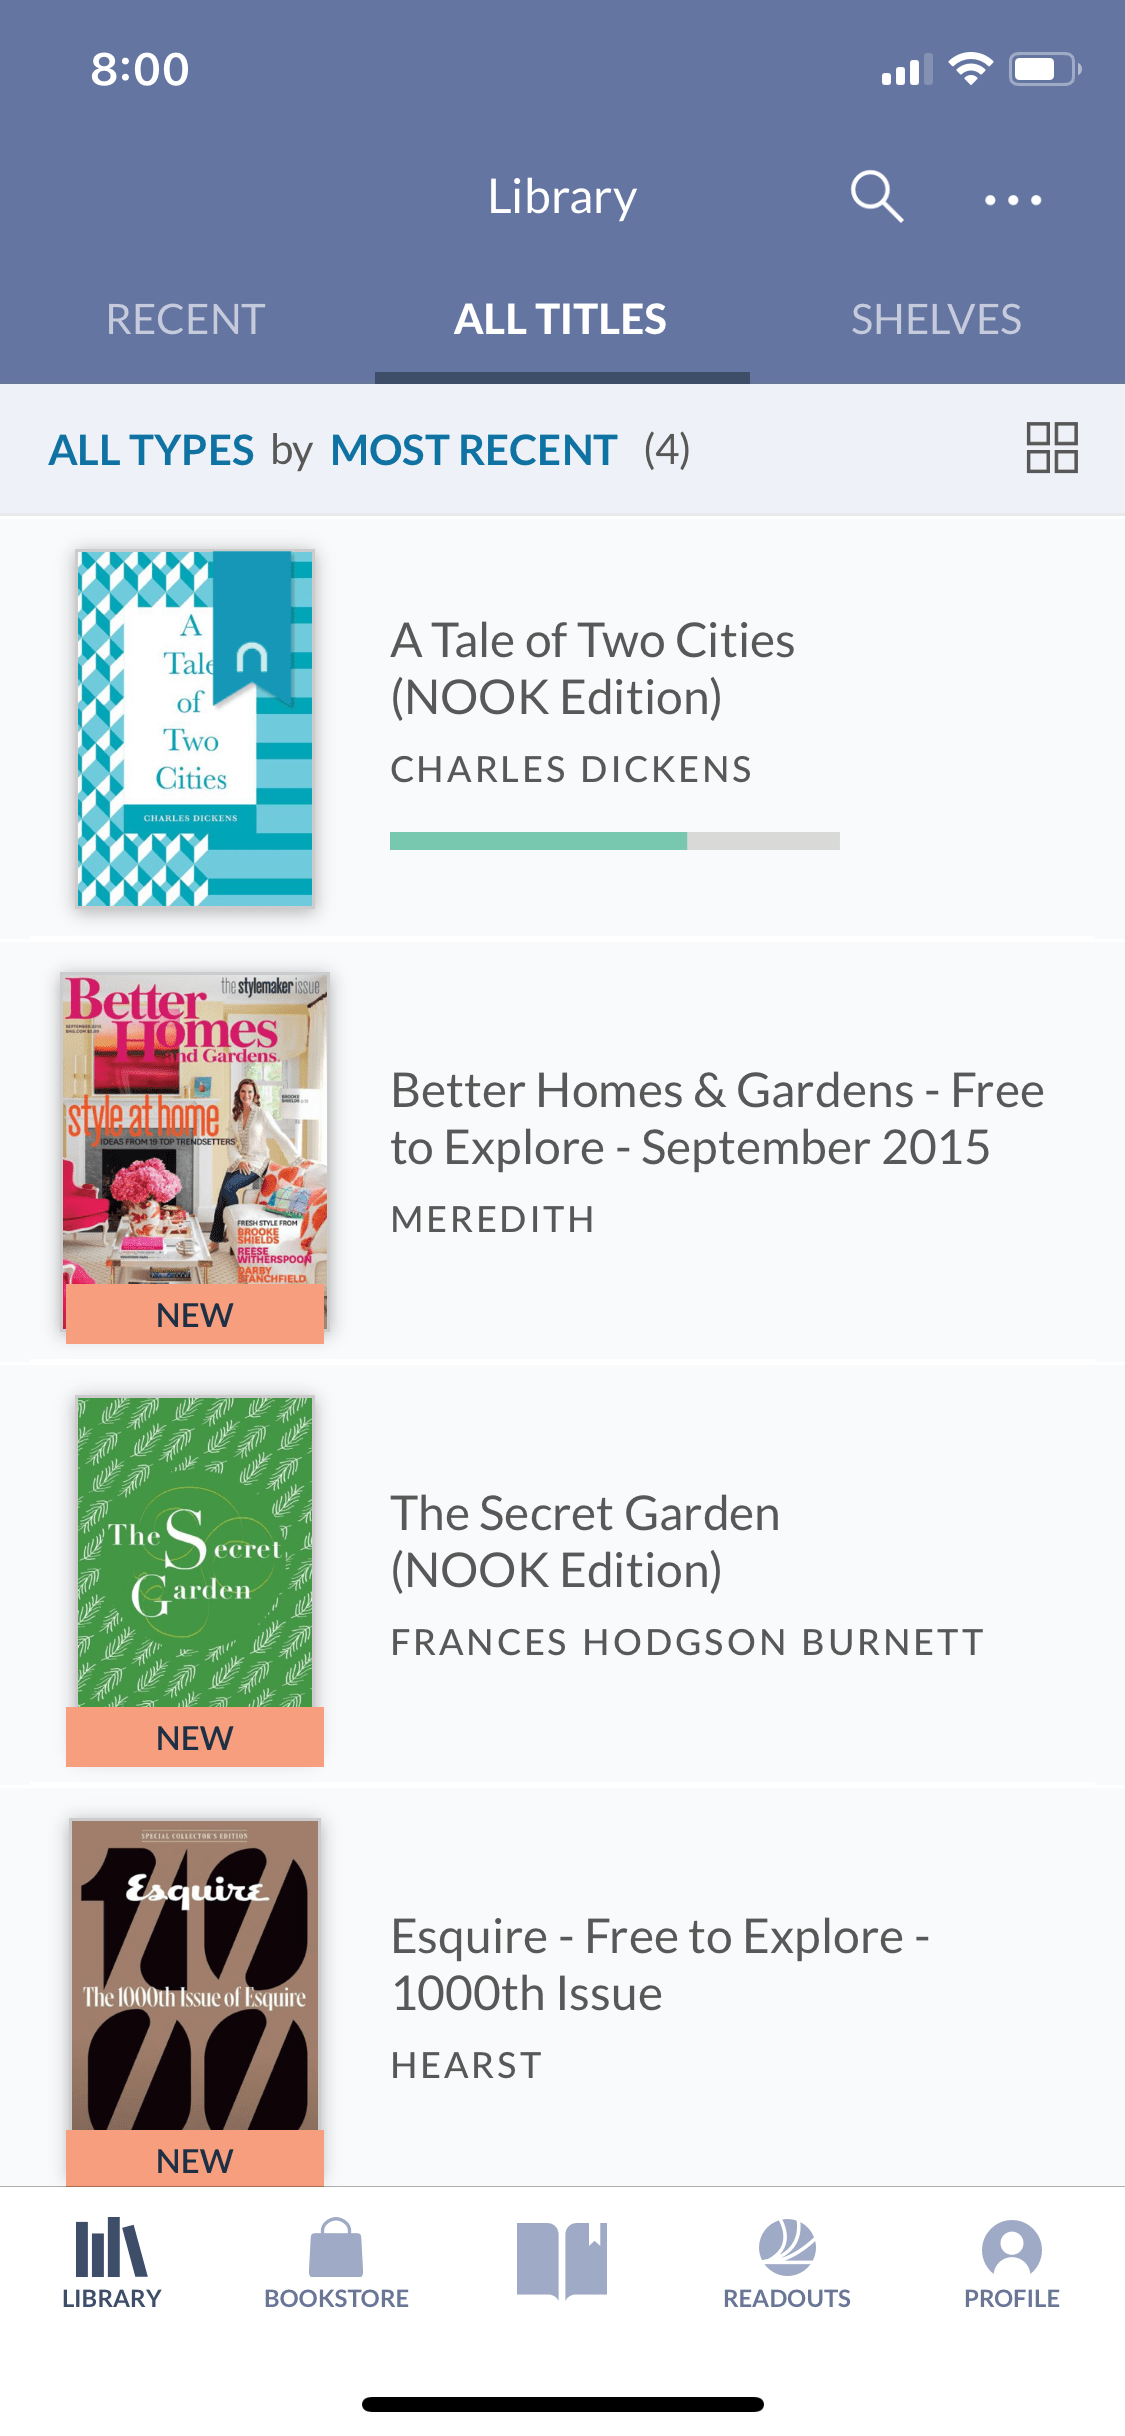 8:00
Library
RECENT
ALL TITLES
SHELVES
ALL TYPES by MOST RECENT (4)
A
Tale
of
Two
Cities
CHARLES DICKENS
A Tale of Two Cities
(NOOK Edition)
CHARLES DICKENS
the stylemaker issue
Better
Homes
and Gardens
style at home
IDEAS FROM 19 TOP TRENDSETTERS
BROOKE
SHIELDS
FRESH STYLE FROM
BROOKE
SHIELDS
REESE
WITHERSPOON
DARBY
STANCHFIELD
NEW
Better Homes & Gardens - Free
to Explore - September 2015
MEREDITH
The Secret
Garden
NEW
The Secret Garden
(NOOK Edition)
FRANCES HODGSON BURNETT
SPECIAL COLLECTOR'S EDITION
10
Esquire
The 1000th Issue of Esquire
00
NEW
Esquire - Free to Explore -
1000th Issue
HEARST
LIBRARY
BOOKSTORE
READOUTS
PROFILE